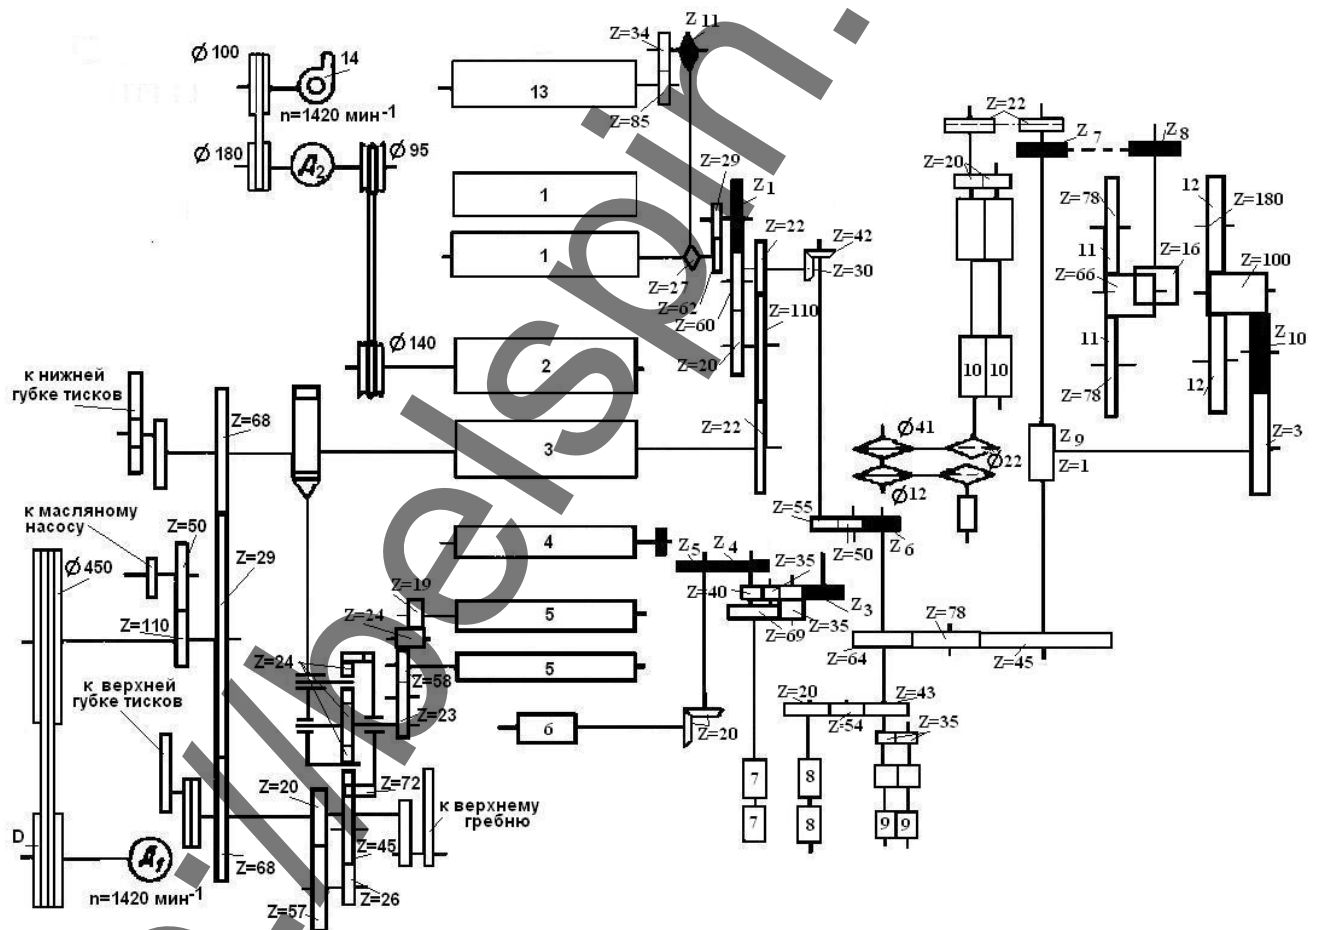 Z 11
Z=34
Ø 100
14
13
n=1420 мин-1
Z=85
Z=22
Z 7
Z 8
Ø 180
Д2
Ø 95
Z=29
Z=20
1
Z 1
Z=78
12
Z=180
Z=22
Z=42
11
Z=16
1
Z=30
Z=66
Z=100
Z=27
Z=62
Z=60
Z=110
11
Z 10
Ø 140
2
Z=20
10
10
12
к нижней
губке тисков
Z=78
Z=68
Z=22
Ø41
3
Z 9
Z=3
Ø22
Z=1
Ø12
к масляному
насосу
Z=50
Z=55
4
Z 5
Z 4
Z=50
Z 6
Ø 450
Z=29
Z=35
Z=19
Z=40
5
Z=24
Z 3
Z=110
Z=69
Z=35
Z=78
Z=24
5
Z=64
Z=45
к верхней
губке тисков
Z=58
Z=20
Z=43
Z=23
6
Z=20
Z=54
Z=35
Z=20
Z=72
7
8
к верхнему
гребню
D
7
8
9
9
Д1
Z=45
Z=68
n=1420 мин-1
Z=26
Z=57
://pelspin.